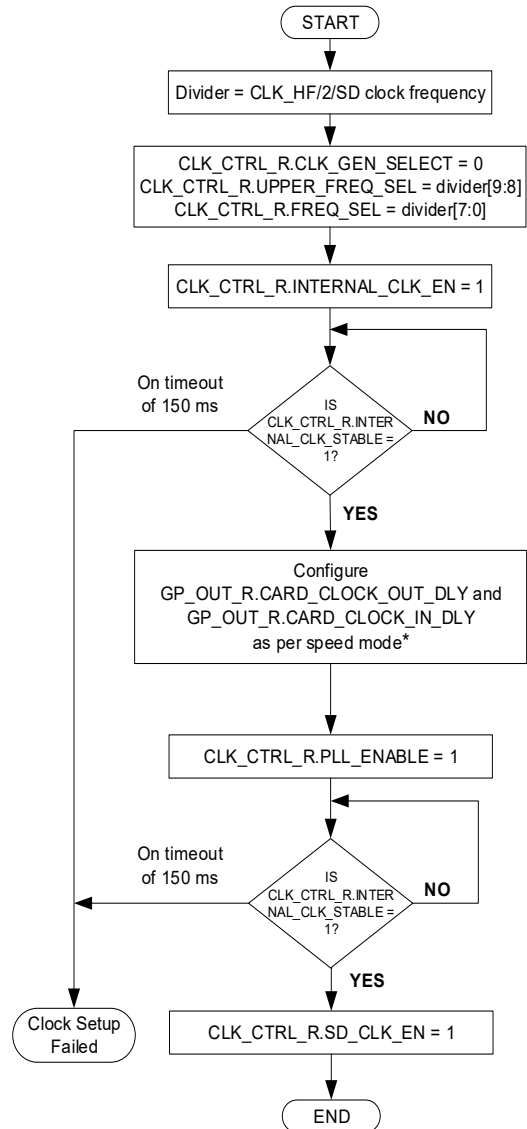 START
Divider = CLK_HF/2/SD clock frequency
CLK_CTRL_R.CLK_GEN_SELECT = 0
CLK_CTRL_R.UPPER_FREQ_SEL = divider[9:8]
CLK_CTRL_R.FREQ_SEL = divider[7:0]
CLK_CTRL_R.INTERNAL_CLK_EN = 1
On timeout
of 150 ms
IS
CLK_CTRL_R.INTER
NAL_CLK_STABLE =
1?
NO
YES
Configure
GP_OUT_R.CARD_CLOCK_OUT_DLY and
GP_OUT_R.CARD_CLOCK_IN_DLY
as per speed mode*
CLK_CTRL_R.PLL_ENABLE = 1
On timeout
of 150 ms
IS
CLK_CTRL_R.INTER
NAL_CLK_STABLE =
1?
NO
YES
Clock Setup
Failed
CLK_CTRL_R.SD_CLK_EN = 1
END